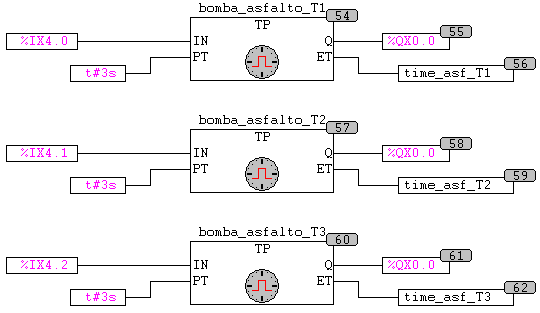 bomba_asfalto_T1 54
TP 55
%IX4.0 IN Q %QX0.0
56
t#3s PT ET time_asf_T1
bomba_asfalto_T2 57
TP 58
%IX4.1 IN Q %QX0.0
59
t#3s PT ET time_asf_T2
bomba_asfalto_T3 60
TP 61
%IX4.2 IN Q %QX0.0
62
t#3s PT ET time_asf_T3